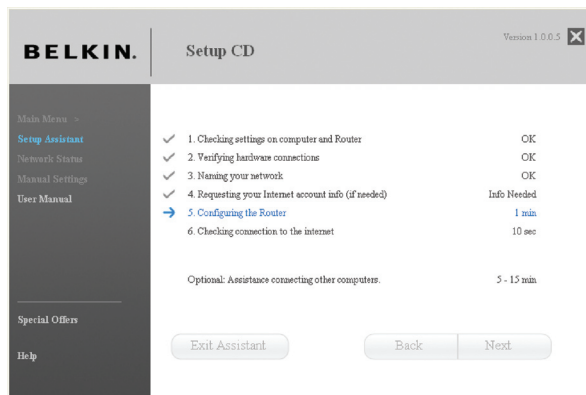 BELKIN.
Setup CD
Version 1.0.0.5
Main Menu >
Setup Assistant
Network Status
Manual Settings
User Manual
Special Offers
Help
1. Checking settings on computer and Router OK
2. Verifying hardware connections OK
3. Naming your network OK
4. Requesting your Internet account info (if needed) Info Needed
5. Configuring the Router 1 min
6. Checking connection to the internet 10 sec
Optional: Assistance connecting other computers. 5 - 15 min
Exit Assistant
Back
Next